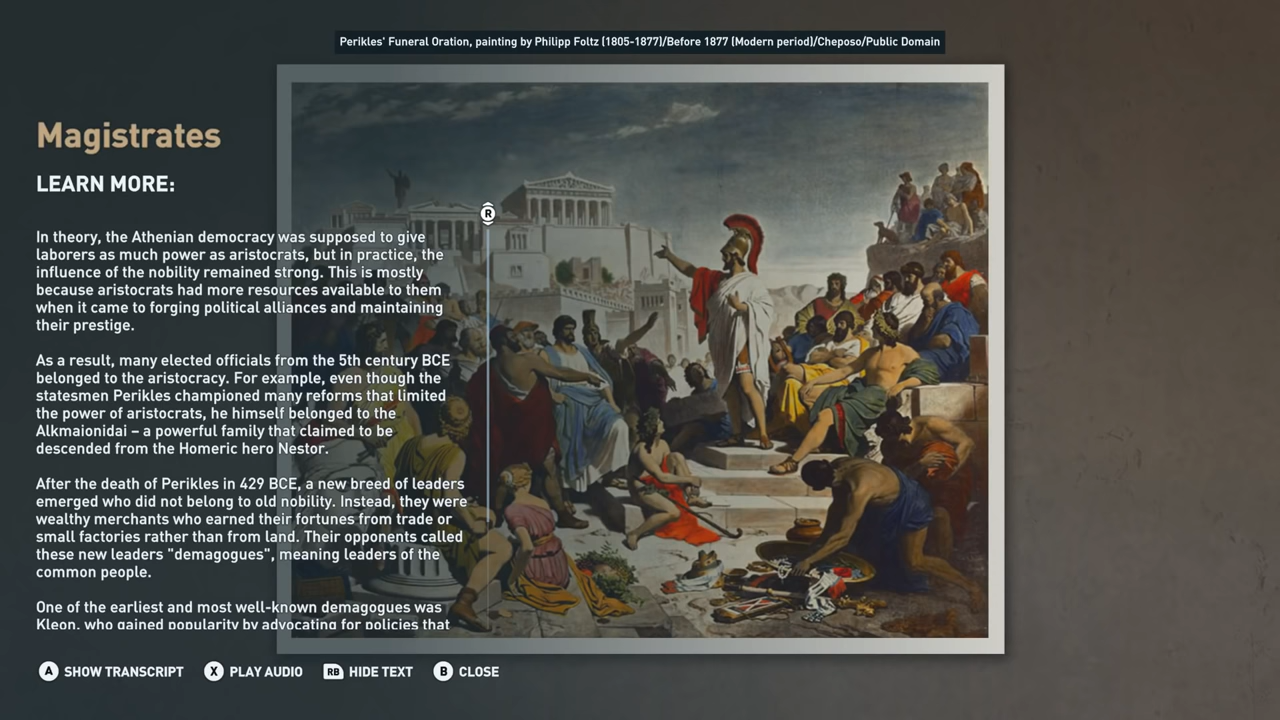 Perikles' Funeral Oration, painting by Philipp Foltz (1805-1877)/Before 1877 (Modern period)/Cheposo/Public Domain
Magistrates
LEARN MORE:
R
In theory, the Athenian democracy was supposed to give
laborers as much power as aristocrats, but in practice, the
influence of the nobility remained strong. This is mostly
because aristocrats had more resources available to them
when it came to forging political alliances and maintaining
their prestige.
As a result, many elected officials from the 5th century BCE
belonged to the aristocracy. For example, even though the
statesmen Perikles championed many reforms that limited
the power of aristocrats, he himself belonged to the
Alkmaionidai – a powerful family that claimed to be
descended from the Homeric hero Nestor.
After the death of Perikles in 429 BCE, a new breed of leaders
emerged who did not belong to old nobility. Instead, they were
wealthy merchants who earned their fortunes from trade or
small factories rather than from land. Their opponents called
these new leaders "demagogues", meaning leaders of the
common people.
One of the earliest and most well-known demagogues was
Kleon, who gained popularity by advocating for policies that
A SHOW TRANSCRIPT X PLAY AUDIO RB HIDE TEXT B CLOSE